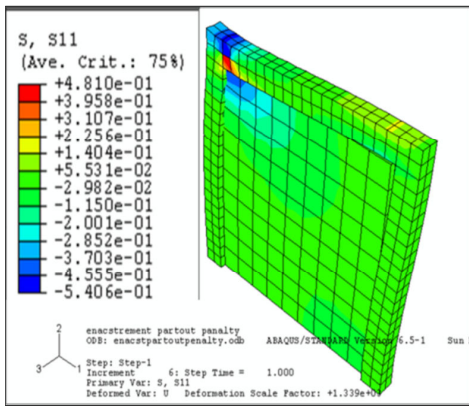 S, S11
(Ave. Crit.: 75%)
+4.810e-01
+3.958e-01
+3.107e-01
+2.256e-01
+1.404e-01
+5.531e-02
-2.982e-02
-1.150e-01
-2.001e-01
-2.852e-01
-3.703e-01
-4.555e-01
-5.406e-01
2
3
1
enacstrement partout panalty
ODB: enacstpartoutpenalty.odb ABAQUS/STANDARD Version 6.5-1 Sun
Step: Step-1
Increment 6: Step Time = 1.000
Primary Var: S, S11
Deformed Var: U Deformation Scale Factor: